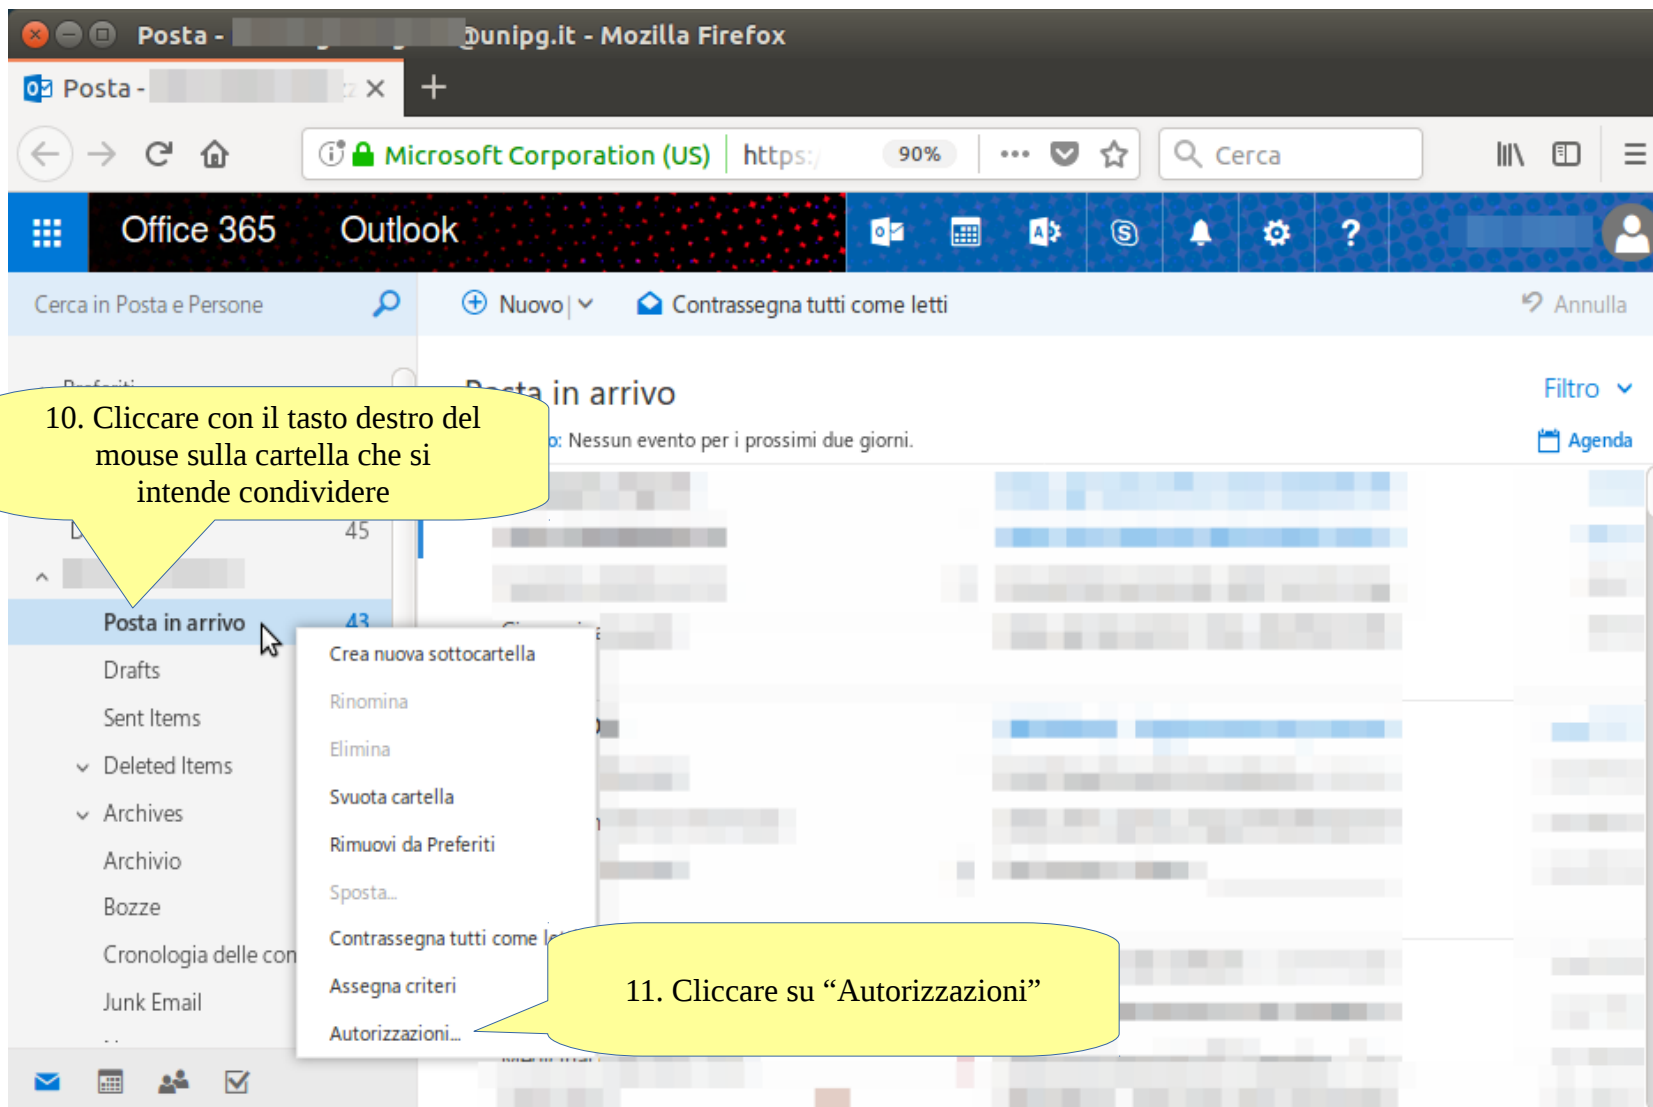 Posta - @unipg.it - Mozilla Firefox
Posta -
Microsoft Corporation (US) https:/ 90% Cerca
Office 365 Outlook
Cerca in Posta e Persone Nuovo Contrassegna tutti come letti Annulla
Preferiti
Posta in arrivo Filtro
10. Cliccare con il tasto destro del
mouse sulla cartella che si
intende condividere
o: Nessun evento per i prossimi due giorni. Agenda
D 45
Posta in arrivo 43
Drafts
Sent Items
Deleted Items
Archives
Archivio
Bozze
Cronologia delle con
Junk Email
Crea nuova sottocartella
Rinomina
Elimina
Svuota cartella
Rimuovi da Preferiti
Sposta...
Contrassegna tutti come le
Assegna criteri
Autorizzazioni...
11. Cliccare su “Autorizzazioni”